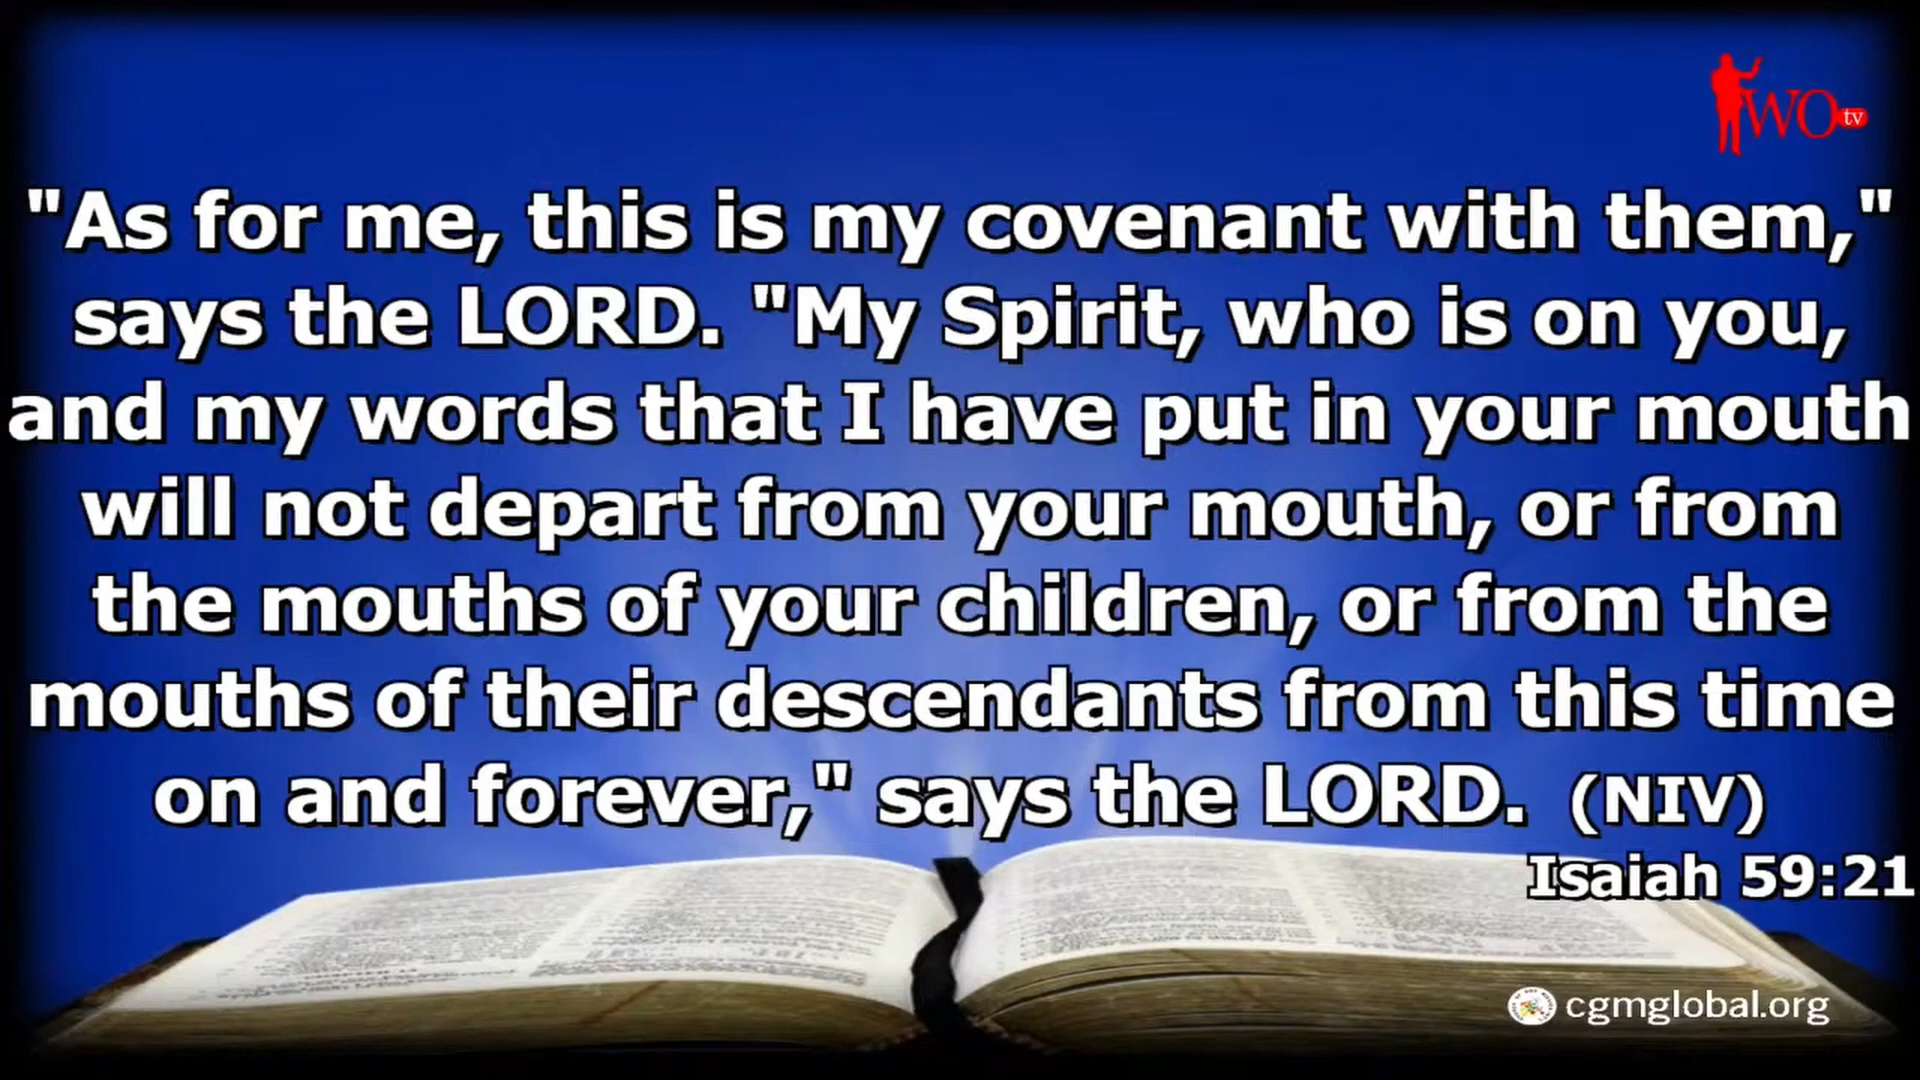 WO tv
"As for me, this is my covenant with them,"
says the LORD. "My Spirit, who is on you,
and my words that I have put in your mouth
will not depart from your mouth, or from
the mouths of your children, or from the
mouths of their descendants from this time
on and forever," says the LORD. (NIV)
Isaiah 59:21
cgmglobal.org